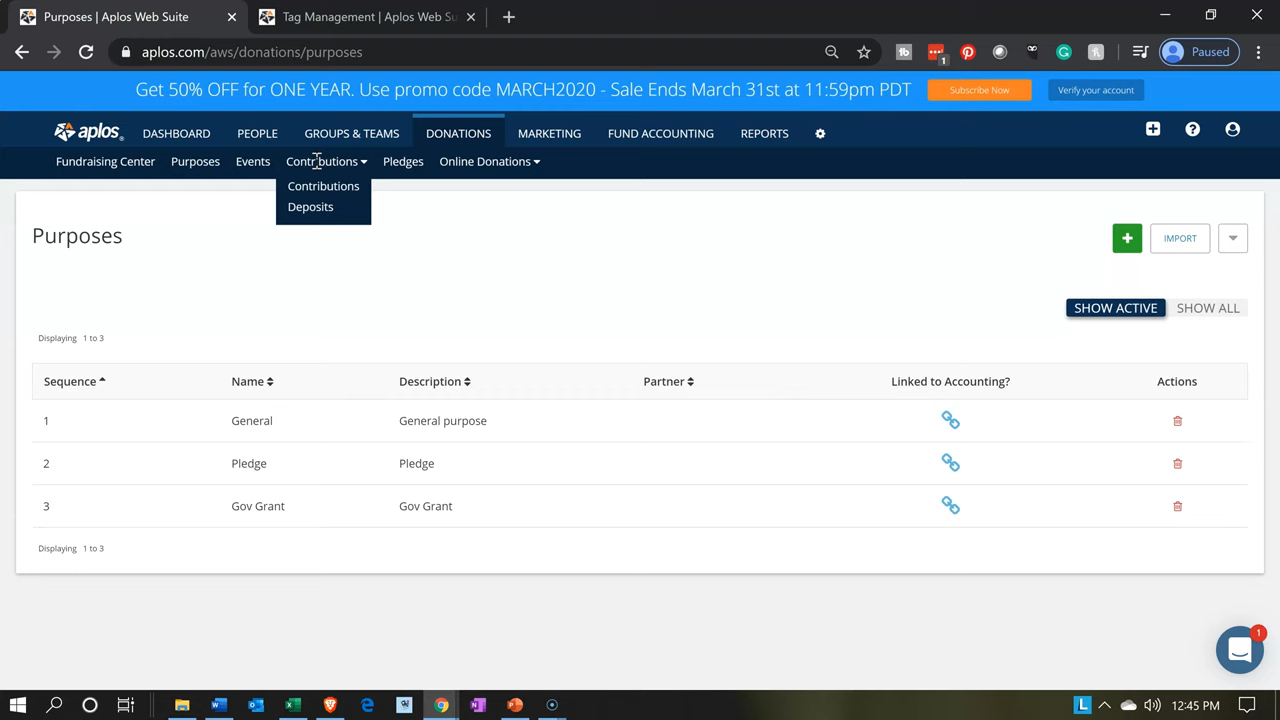 Purposes | Aplos Web Suite
Tag Management | Aplos Web Su
aplos.com/aws/donations/purposes
1
Paused
Get 50% OFF for ONE YEAR. Use promo code MARCH2020 - Sale Ends March 31st at 11:59pm PDT
Subscribe Now
Verify your account
aplos
DASHBOARD
PEOPLE
GROUPS & TEAMS
DONATIONS
MARKETING
FUND ACCOUNTING
REPORTS
Fundraising Center
Purposes
Events
Contributions
Pledges
Online Donations
Contributions
Deposits
Purposes
IMPORT
SHOW ACTIVE
SHOW ALL
Displaying 1 to 3
Sequence Name Description Partner Linked to Accounting? Actions
1 General General purpose
2 Pledge Pledge
3 Gov Grant Gov Grant
Displaying 1 to 3
1
12:45 PM